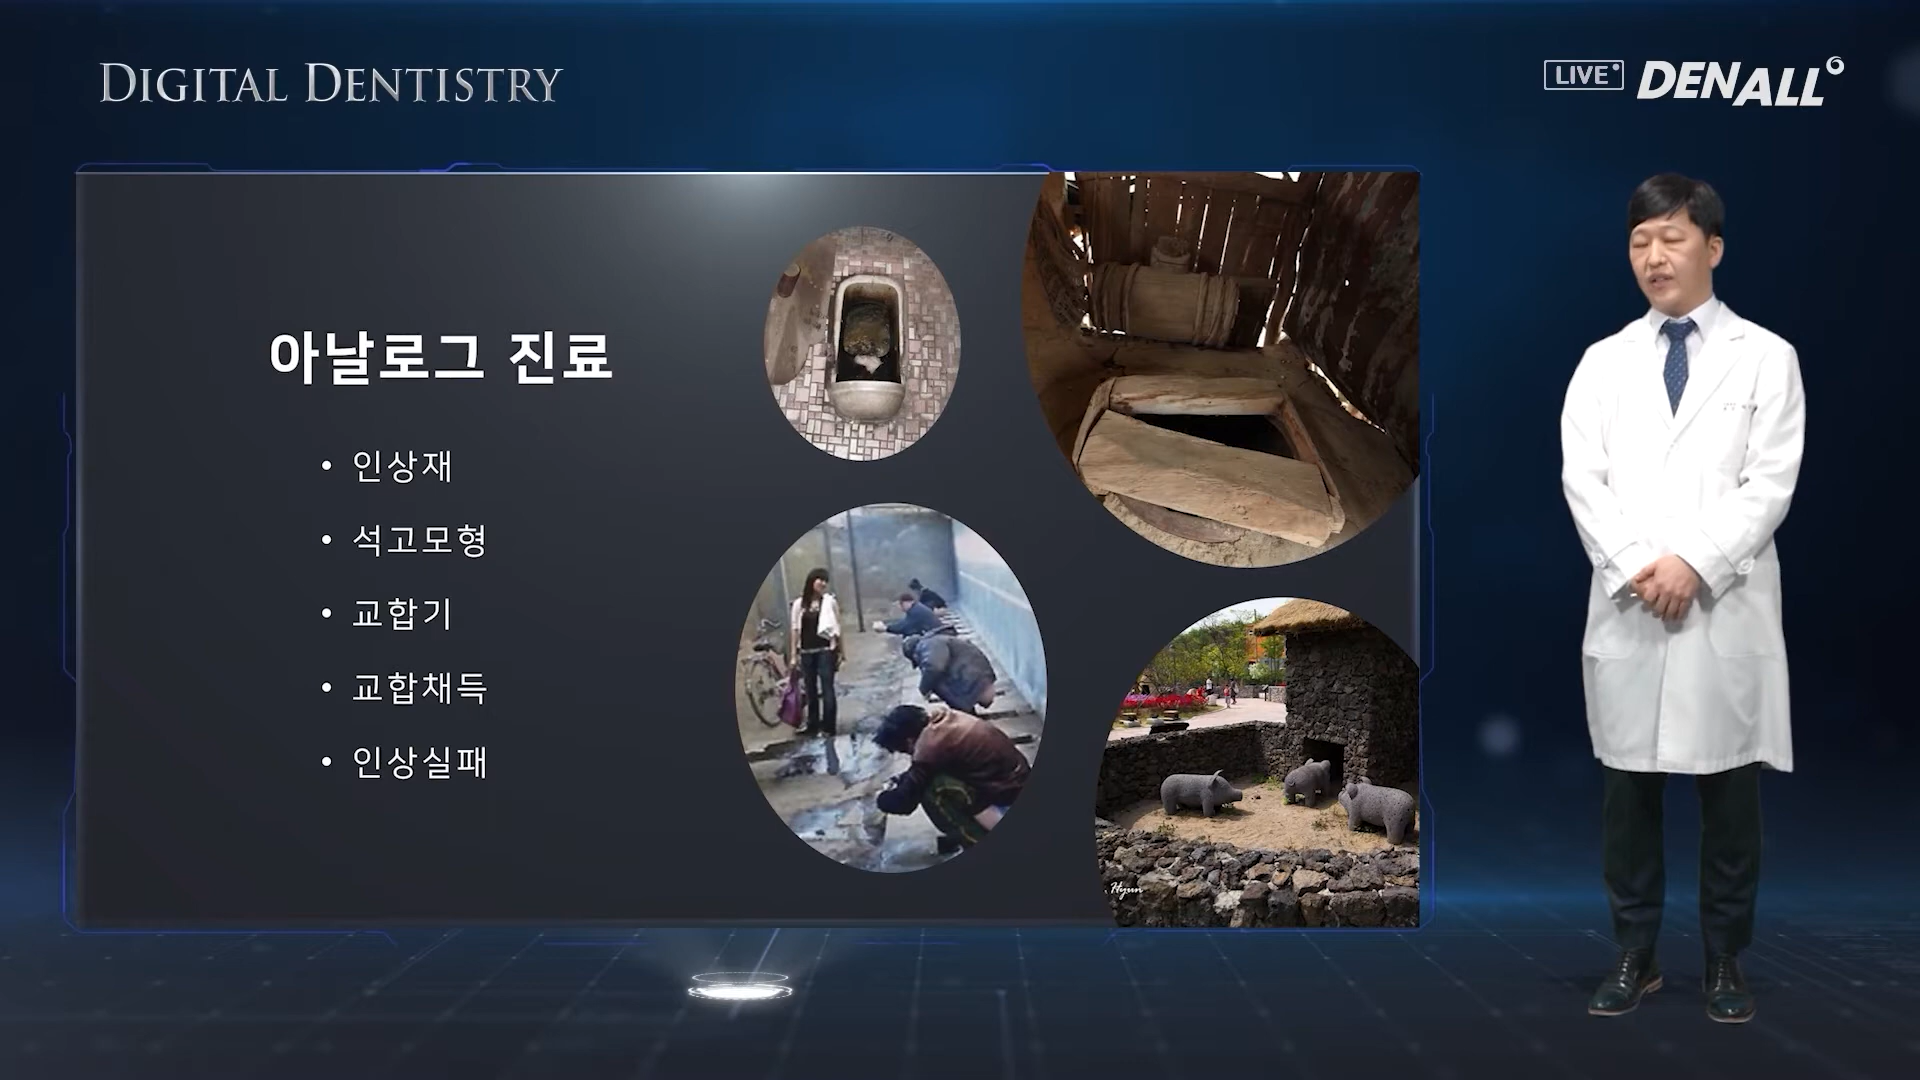 DIGITAL DENTISTRY
LIVE
DENALL
아날로그 진료
• 인상재
• 석고모형
• 교합기
• 교합채득
• 인상실패
. Hyun